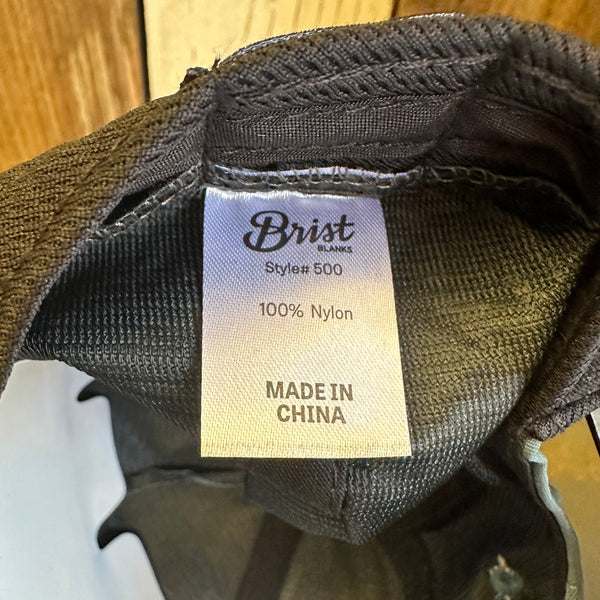 Brist
BLANKS
Style# 500
100% Nylon
MADE IN
CHINA